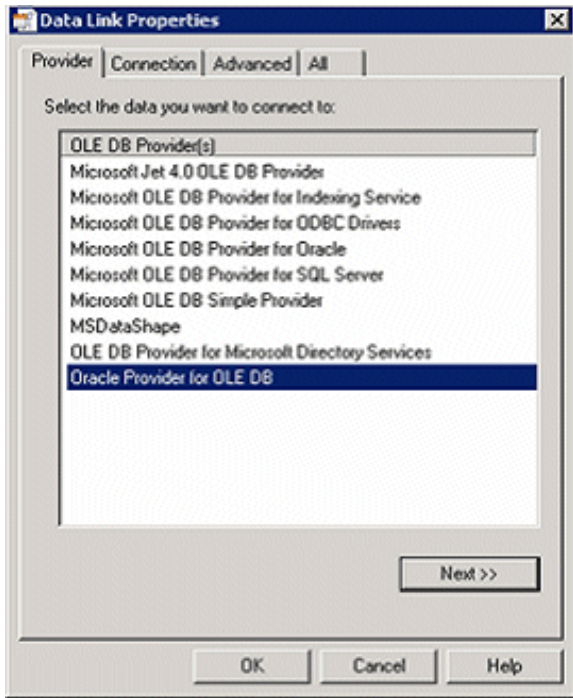 Data Link Properties
Provider Connection Advanced All
Select the data you want to connect to:
OLE DB Provider(s)
Microsoft Jet 4.0 OLE DB Provider
Microsoft OLE DB Provider for Indexing Service
Microsoft OLE DB Provider for ODBC Drivers
Microsoft OLE DB Provider for Oracle
Microsoft OLE DB Provider for SQL Server
Microsoft OLE DB Simple Provider
MSDataShape
OLE DB Provider for Microsoft Directory Services
Oracle Provider for OLE DB
Next >>
OK Cancel Help